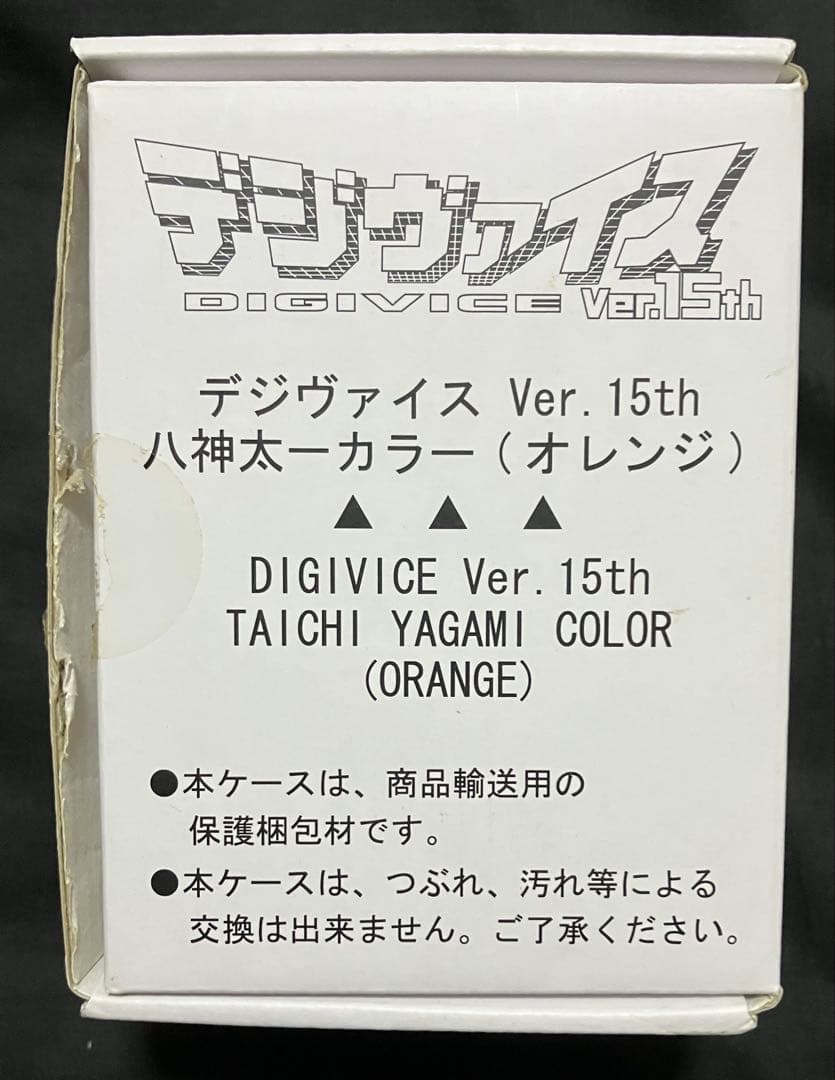 デジヴァイス
DIGIVICE Ver.15th
デジヴァイス Ver.15th
八神太一カラー(オレンジ)
▲ ▲ ▲
DIGIVICE Ver.15th
TAICHI YAGAMI COLOR
(ORANGE)
●本ケースは、商品輸送用の
保護梱包材です。
●本ケースは、つぶれ、汚れ等による
交換は出来ません。ご了承ください。